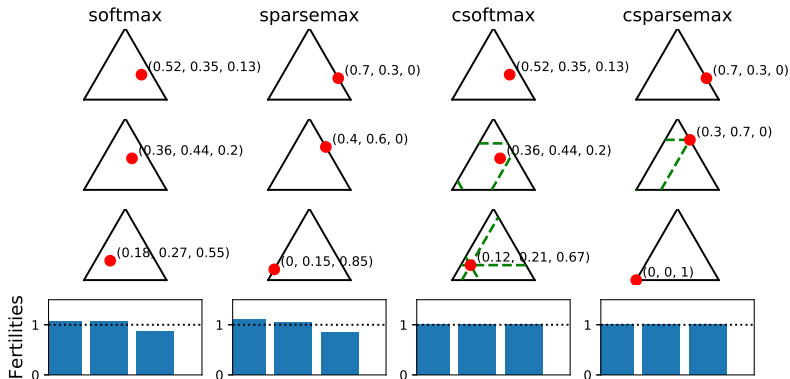 softmax sparsemax csoftmax csparsemax
(0.52, 0.35, 0.13) (0.7, 0.3, 0) (0.52, 0.35, 0.13) (0.7, 0.3, 0)
(0.36, 0.44, 0.2) (0.4, 0.6, 0) (0.36, 0.44, 0.2) (0.3, 0.7, 0)
(0.18, 0.27, 0.55) (0, 0.15, 0.85) (0.12, 0.21, 0.67) (0, 0, 1)
Fertilities
1 1 1 1
0 0 0 0